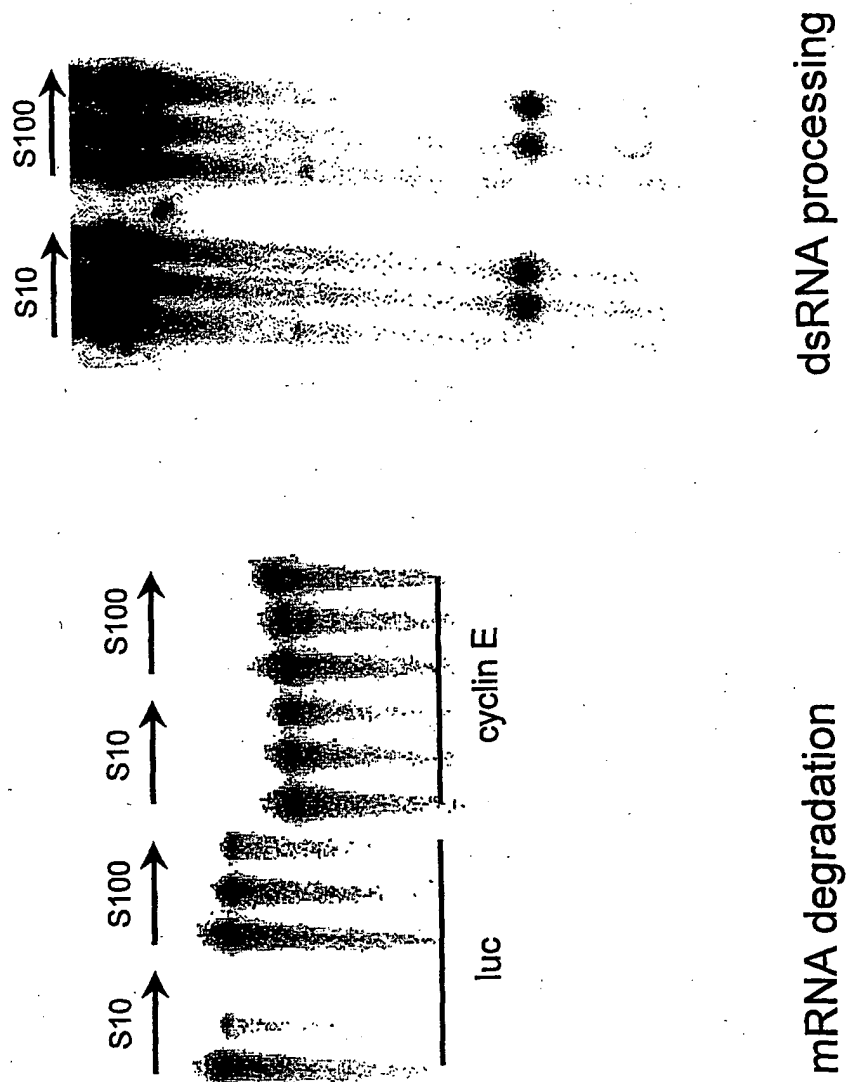 S10
S100
S10
S100
luc
cyclin E
mRNA degradation
S10
S100
dsRNA processing